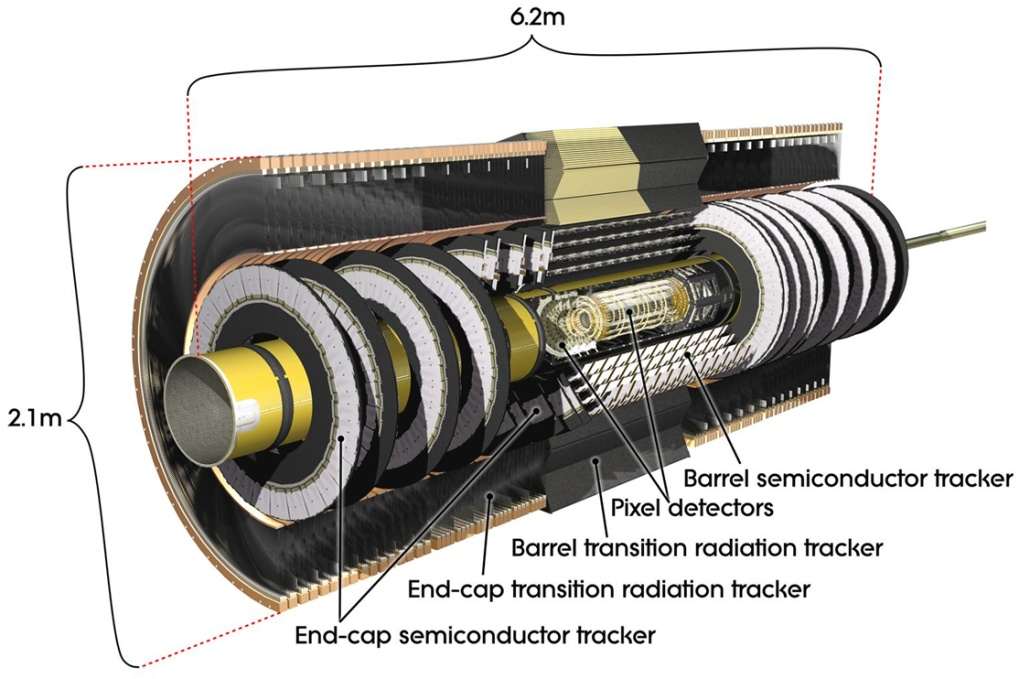 6.2m
2.1m
Barrel semiconductor tracker
Pixel detectors
Barrel transition radiation tracker
End-cap transition radiation tracker
End-cap semiconductor tracker